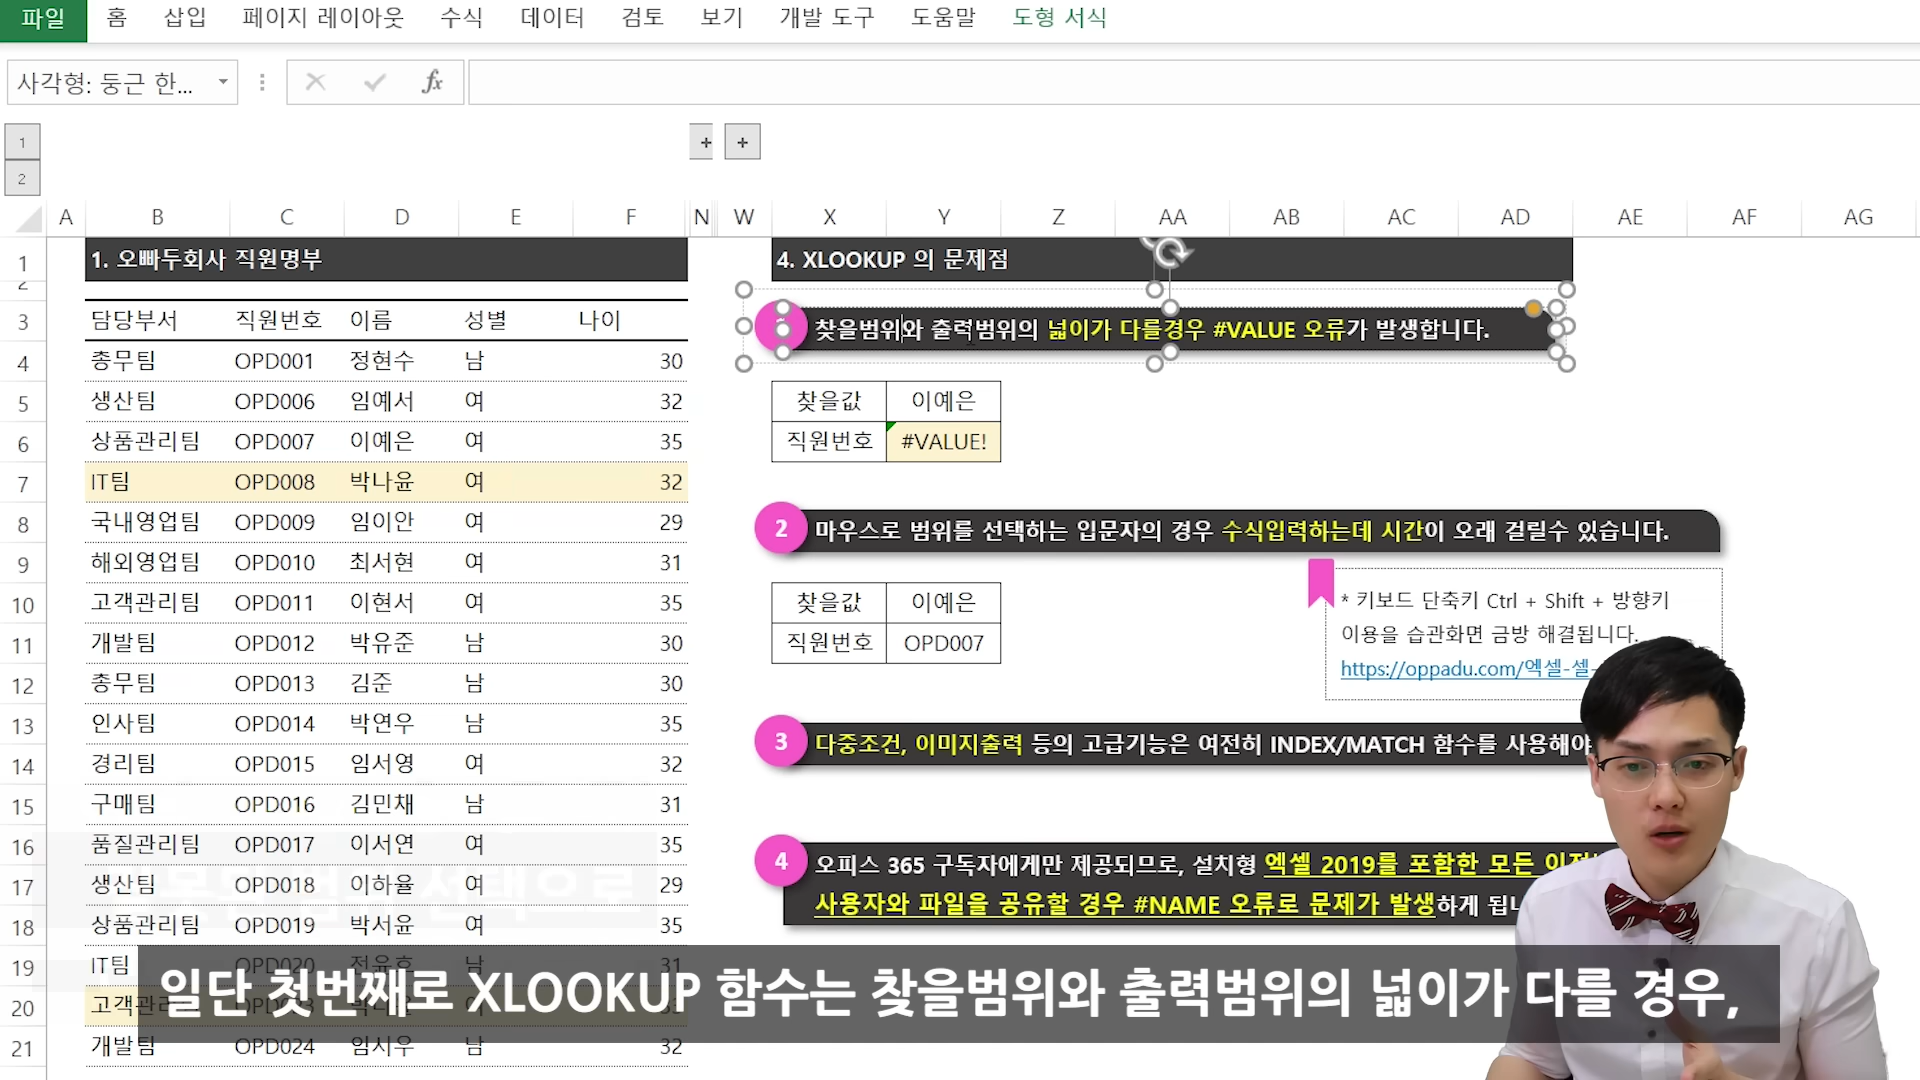 파일 홈 삽입 페이지 레이아웃 수식 데이터 검토 보기 개발 도구 도움말 도형 서식
사각형: 둥근 한... fx
1
2
A B C D E F N W X Y Z AA AB AC AD AE AF AG
1 1. 오빠두회사 직원명부
2
3 담당부서 직원번호 이름 성별 나이
4 총무팀 OPD001 정현수 남 30
5 생산팀 OPD006 임예서 여 32
6 상품관리팀 OPD007 이예은 여 35
7 IT팀 OPD008 박나윤 여 32
8 국내영업팀 OPD009 임이안 여 29
9 해외영업팀 OPD010 최서현 여 31
10 고객관리팀 OPD011 이현서 여 35
11 개발팀 OPD012 박유준 남 30
12 총무팀 OPD013 김준 남 30
13 인사팀 OPD014 박연우 남 35
14 경리팀 OPD015 임서영 여 32
15 구매팀 OPD016 김민채 남 31
16 품질관리팀 OPD017 이서연 여 35
17 생산팀 OPD018 이하율 여 29
18 상품관리팀 OPD019 박서윤 여 35
19 IT팀 OPD020 전유호 남 31
20 고객관리
21 개발팀 OPD024 임시우 남 32
4. XLOOKUP 의 문제점
찾을범위와 출력범위의 넓이가 다를경우 #VALUE 오류가 발생합니다.
찾을값 이예은
직원번호 #VALUE!
2 마우스로 범위를 선택하는 입문자의 경우 수식입력하는데 시간이 오래 걸릴수 있습니다.
찾을값 이예은
직원번호 OPD007
* 키보드 단축키 Ctrl + Shift + 방향키
이용을 습관화면 금방 해결됩니다.
https://oppadu.com/엑셀-셀-
3 다중조건, 이미지출력 등의 고급기능은 여전히 INDEX/MATCH 함수를 사용해야
4 오피스 365 구독자에게만 제공되므로, 설치형 엑셀 2019를 포함한 모든
사용자와 파일을 공유할 경우 #NAME 오류로 문제가 발생하게 됩니
일단 첫번째로 XLOOKUP 함수는 찾을범위와 출력범위의 넓이가 다를 경우,